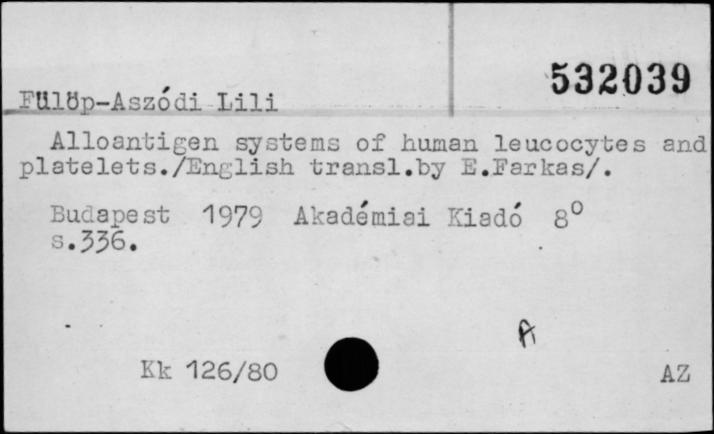 532039
Fülöp-Aszódi Lili
Alloantigen systems of human leucocytes and
platelets./English transl.by E.Farkas/.
Budapest 1979 Akadémiai Kiadó 8°
s.336.
A
Kk 126/80
AZ